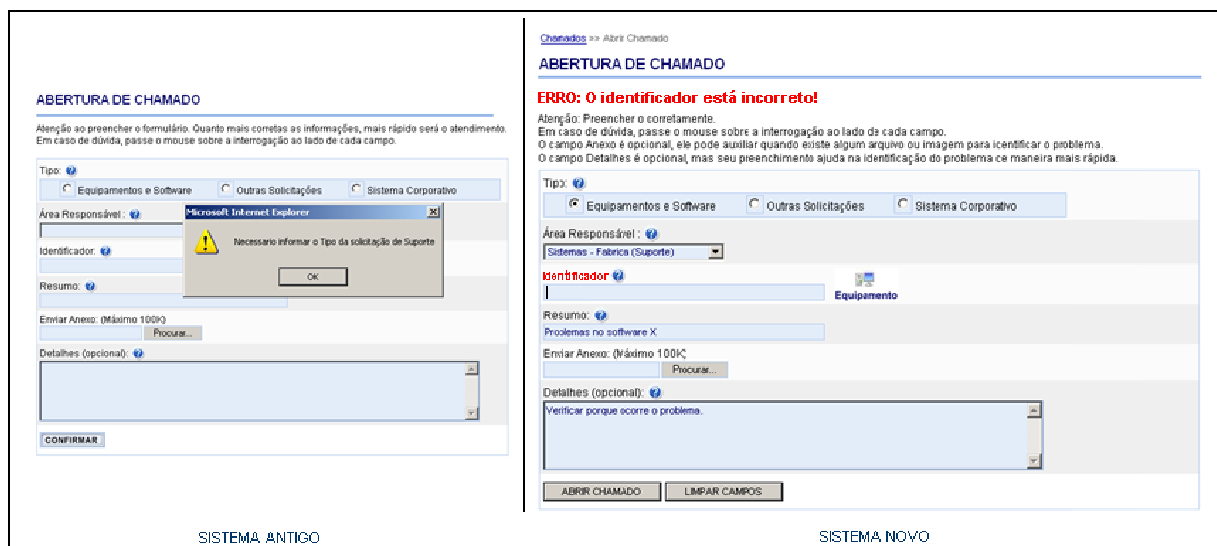 ABERTURA DE CHAMADO
Atenção ao preencher o formulário. Quanto mais corretas as informações, mais rápido será o atendimento.
Em caso de dúvida, passe o mouse sobre a interrogação ao lado de cada campo.
Tipo:
Equipamentos e Software Outras Solicitações Sistema Corporativo
Área Responsável :
Microsoft Internet Explorer
Necessario informar o Tipo da solicitação de Suporte
OK
Identificador:
Resumo:
Enviar Anexo: (Máximo 100K)
Procurar...
Detalhes (opcional):
CONFIRMAR
SISTEMA ANTIGO
Chamados >> Abrir Chamado
ABERTURA DE CHAMADO
ERRO: O identificador está incorreto!
Atenção: Preencher o corretamente.
Em caso de dúvida, passe o mouse sobre a interrogação ao lado de cada campo.
O campo Anexo é opcional, ele pode auxiliar quando existe algum arquivo ou imagem para identificar o problema.
O campo Detalhes é opcional, mas seu preenchimento ajuda na identificação do problema de maneira mais rápida.
Tipo:
Equipamentos e Software Outras Solicitações Sistema Corporativo
Área Responsável :
Sistemas - Fabrica (Suporte)
Identificador
Equipamento
Resumo:
Problemas no software X
Enviar Anexo: (Máximo 100K)
Procurar...
Detalhes (opcional):
Verificar porque ocorre o problema.
ABRIR CHAMADO LIMPAR CAMPOS
SISTEMA NOVO